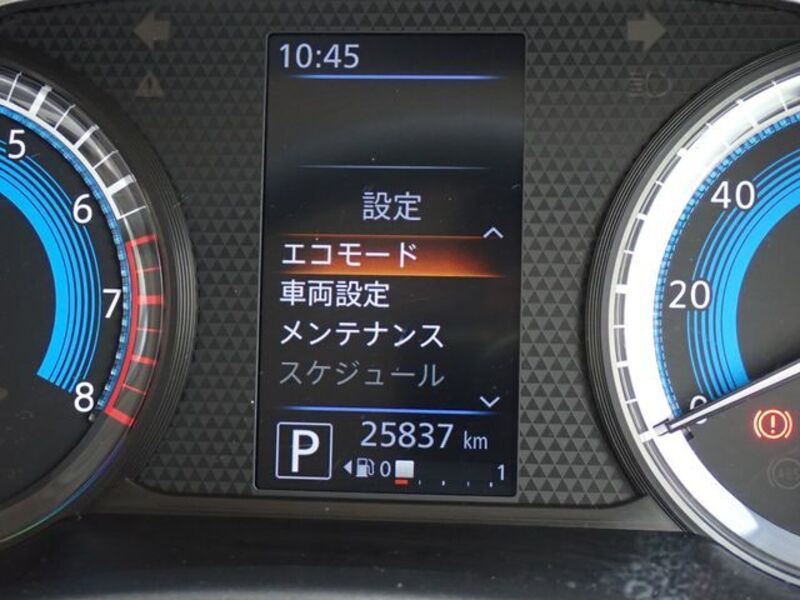 10:45
設定
エコモード
車両設定
メンテナンス
スケジュール
P
25837 km
0 1
5
6
7
8
40
20
0